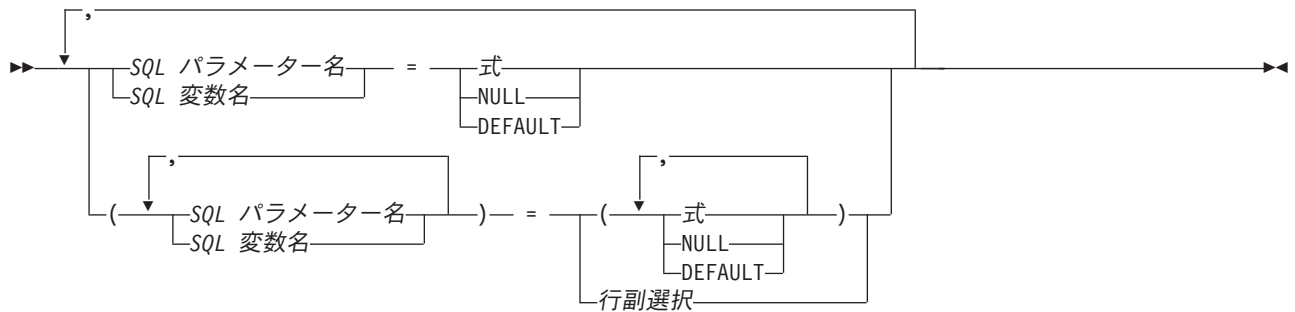 ,
SQL パラメーター名 = 式
SQL 変数名 NULL
DEFAULT
, ,
( SQL パラメーター名 ) = ( 式 )
SQL 変数名 NULL
DEFAULT
行副選択